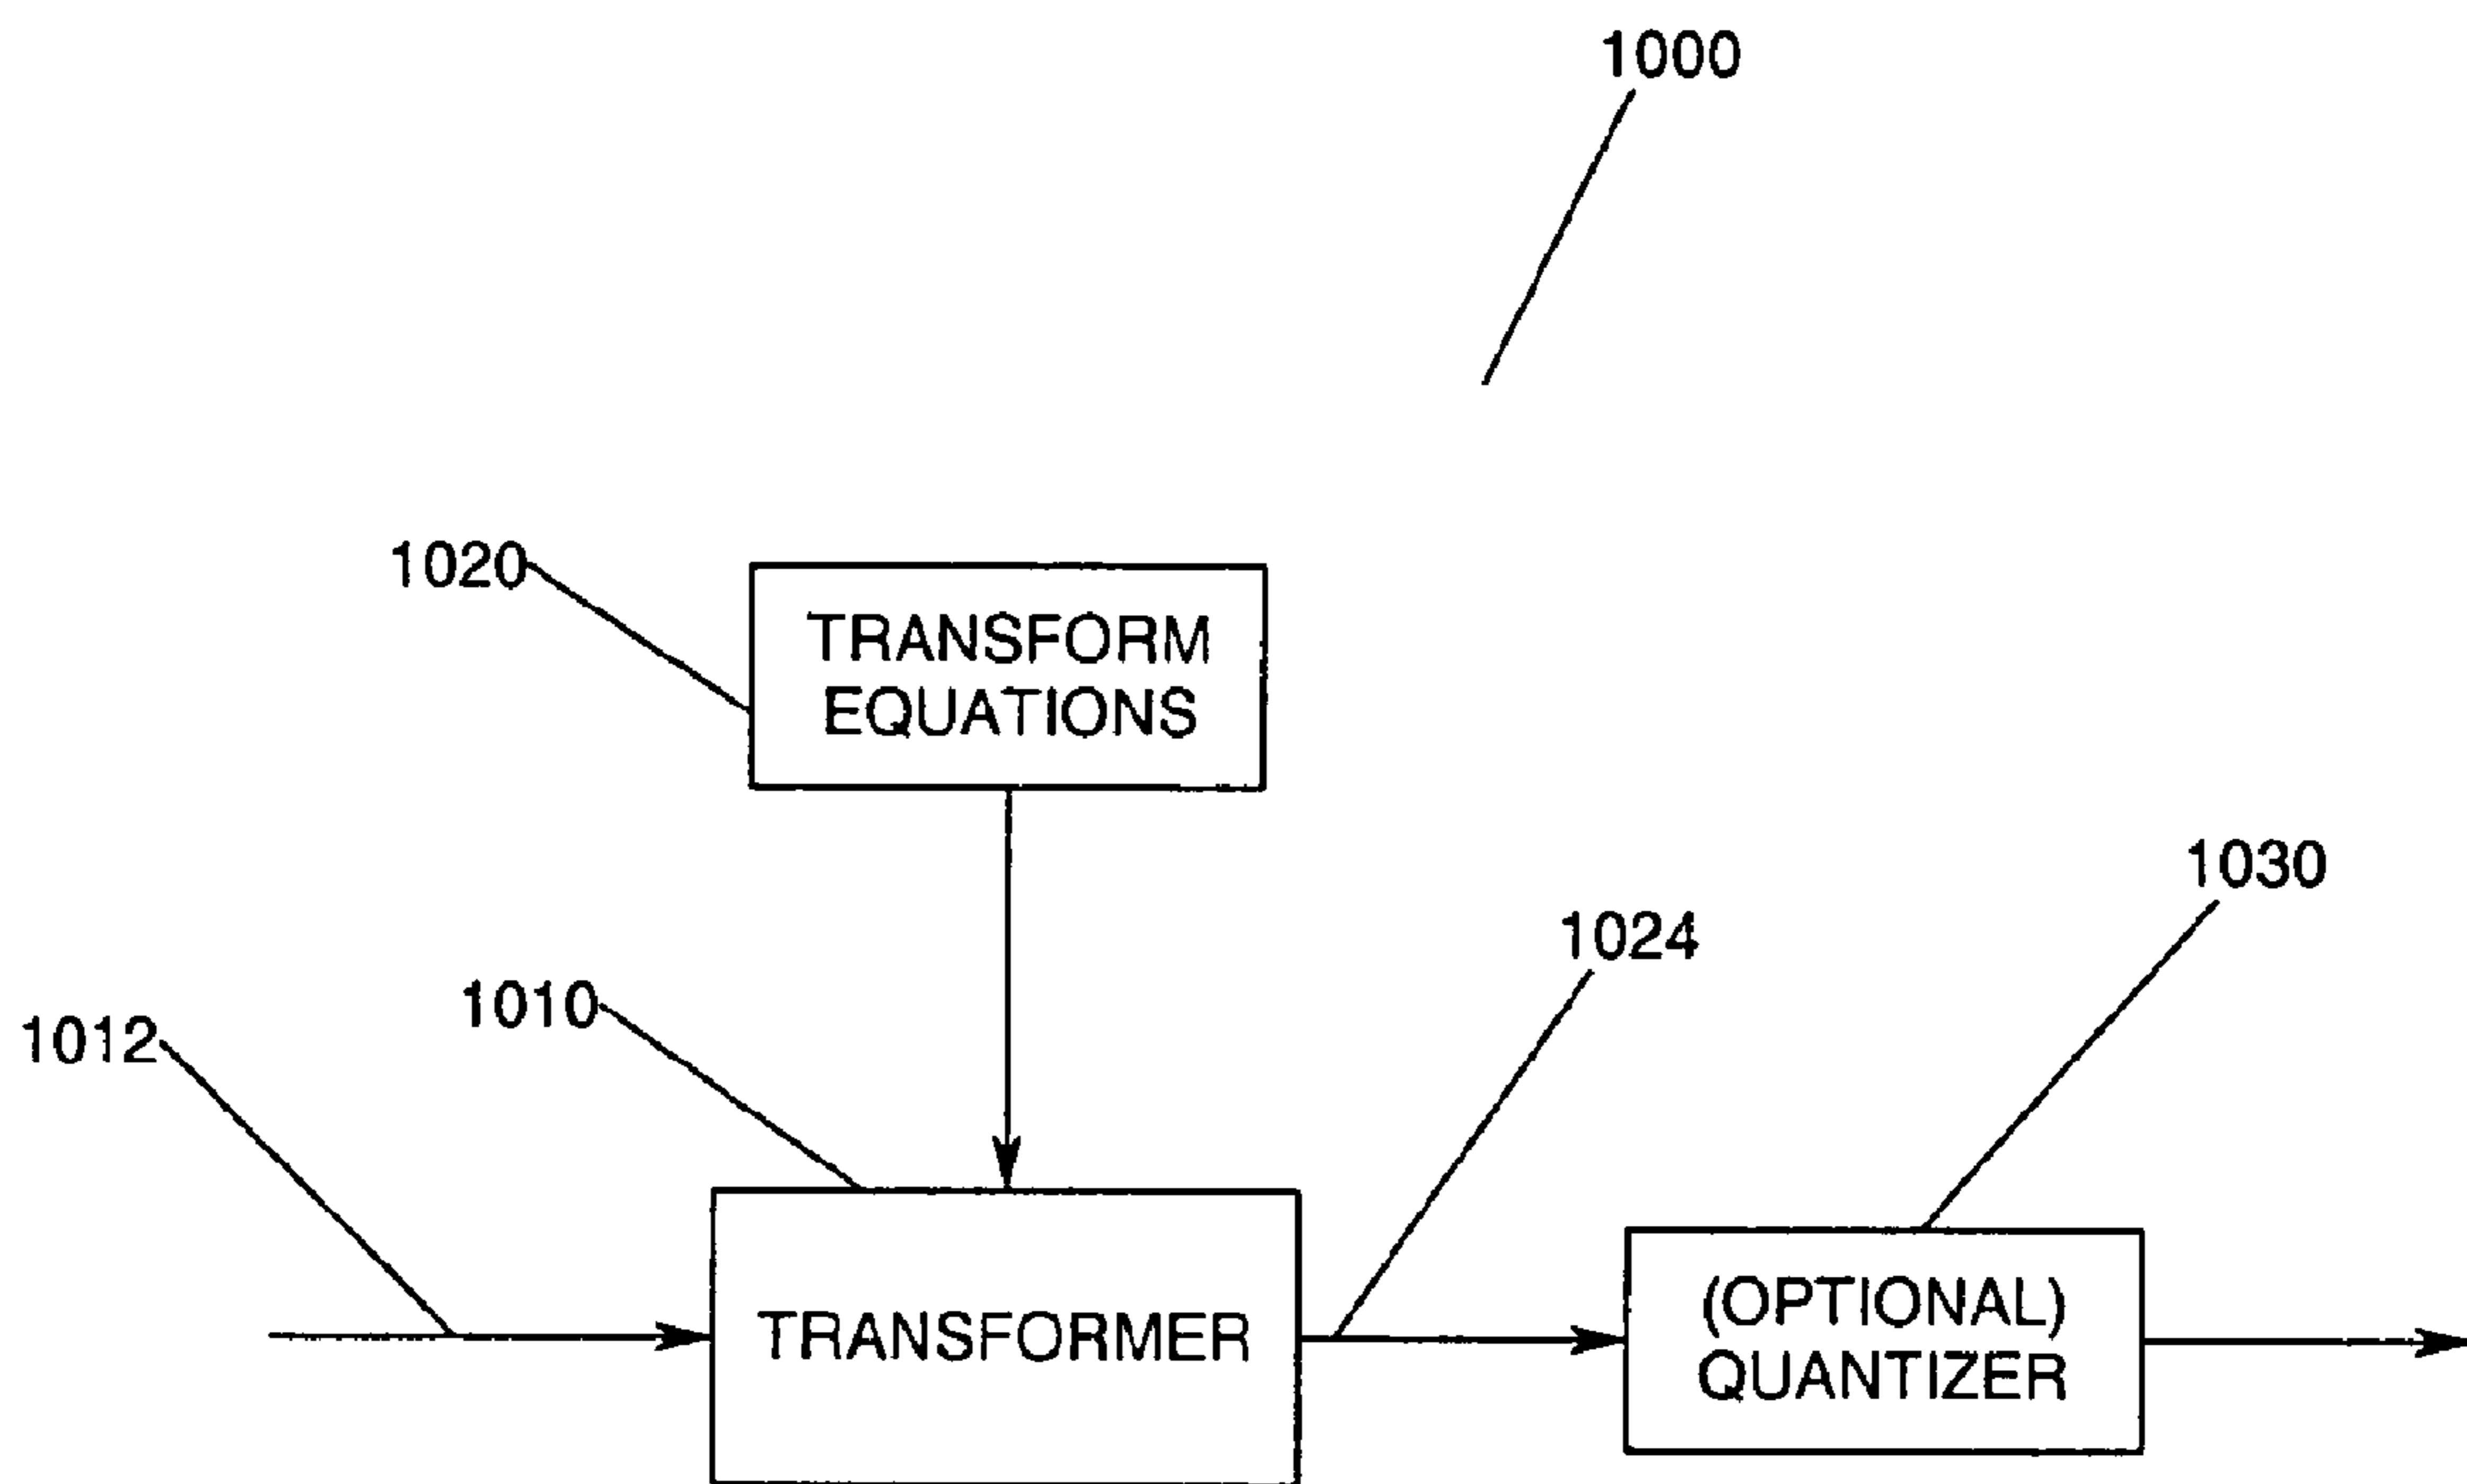 1000
1020
TRANSFORM
EQUATIONS
1030
1024
1010
1012
TRANSFORMER
(OPTIONAL)
QUANTIZER